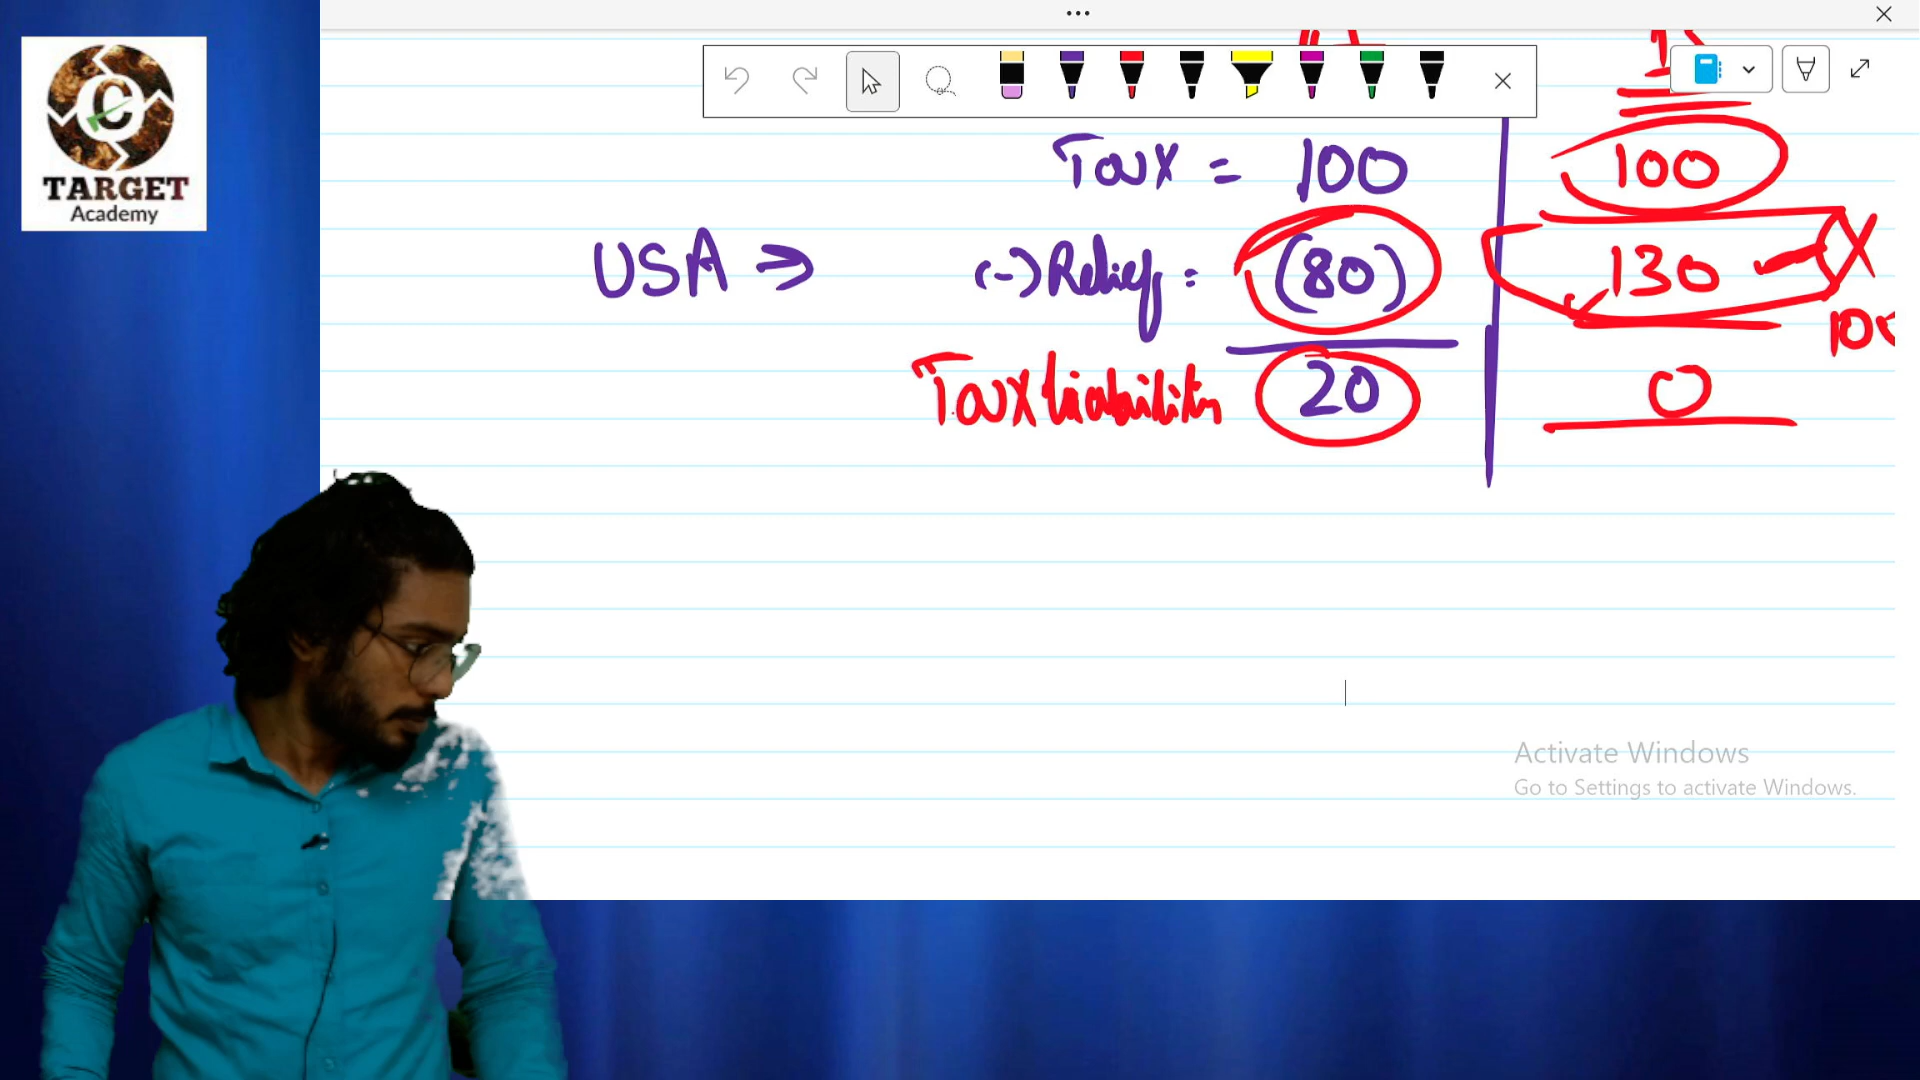 TARGET
Academy
Tax = 100 100
USA ⇒ (-) Relief = (80) 130 X
100
Tax liability 20 0
Activate Windows
Go to Settings to activate Windows.